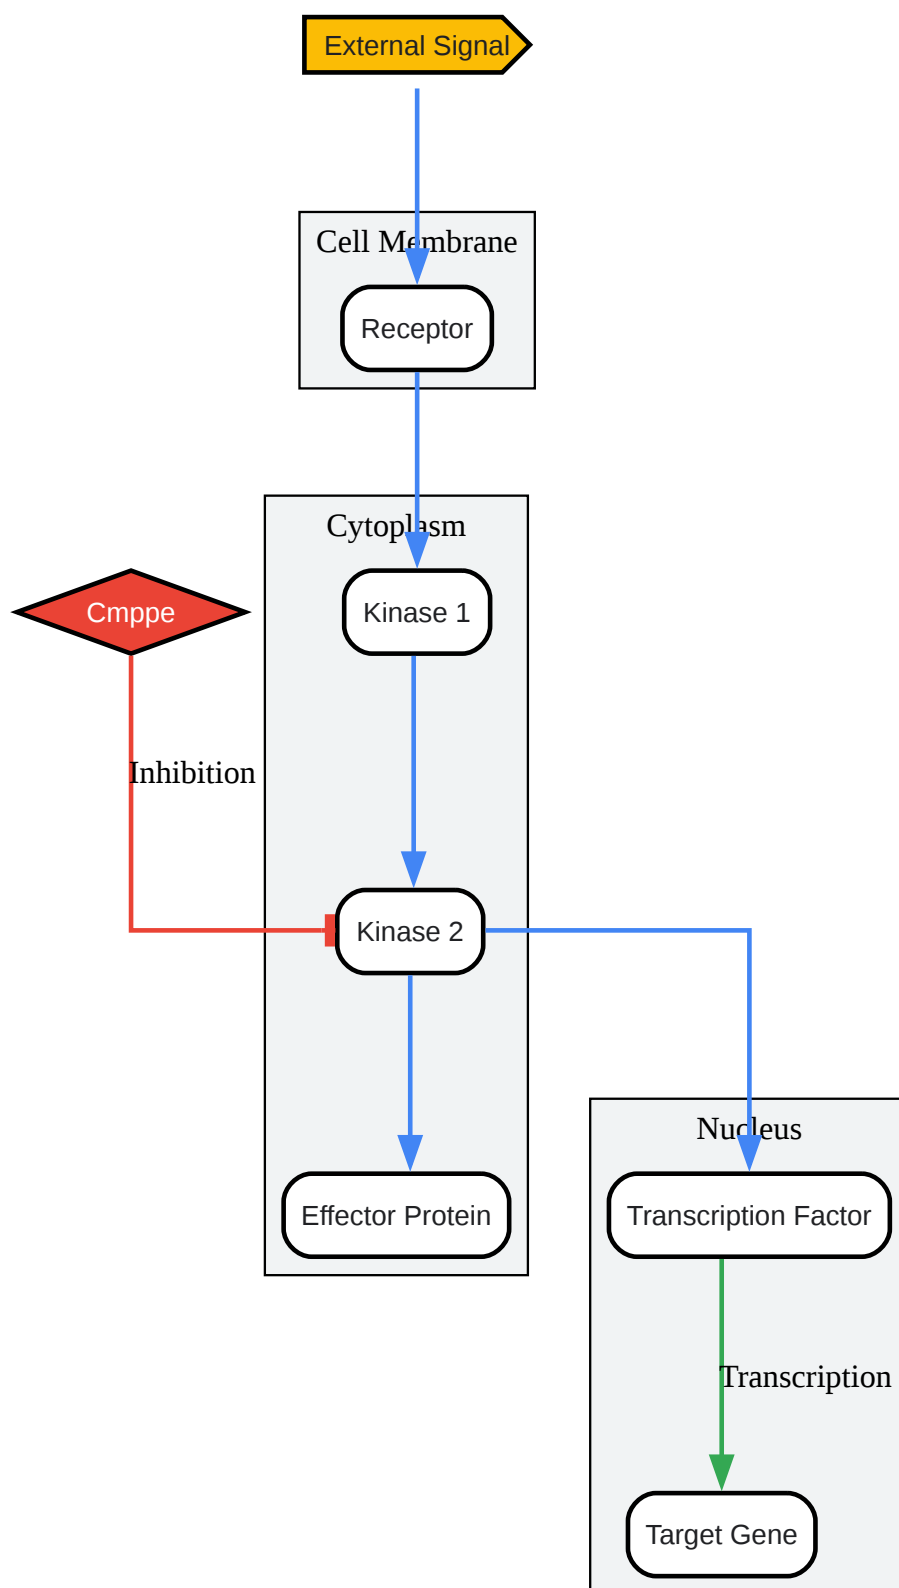 External Signal
Cell Membrane
Receptor
Cytoplasm
Cmppe
Kinase 1
Inhibition
Kinase 2
Nucleus
Effector Protein
Transcription Factor
Transcription
Target Gene